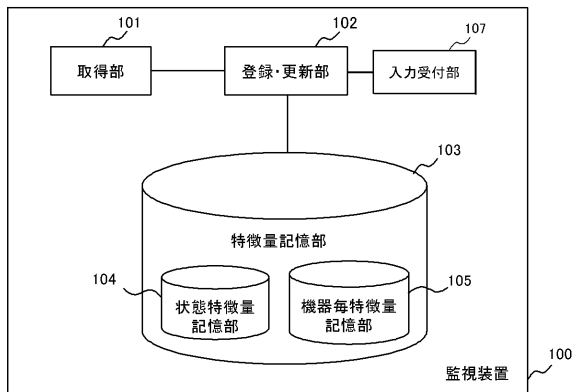 101
102
107
取得部
登録・更新部
入力受付部
103
特徴量記憶部
104
105
状態特徴量
記憶部
機器毎特徴量
記憶部
100
監視装置